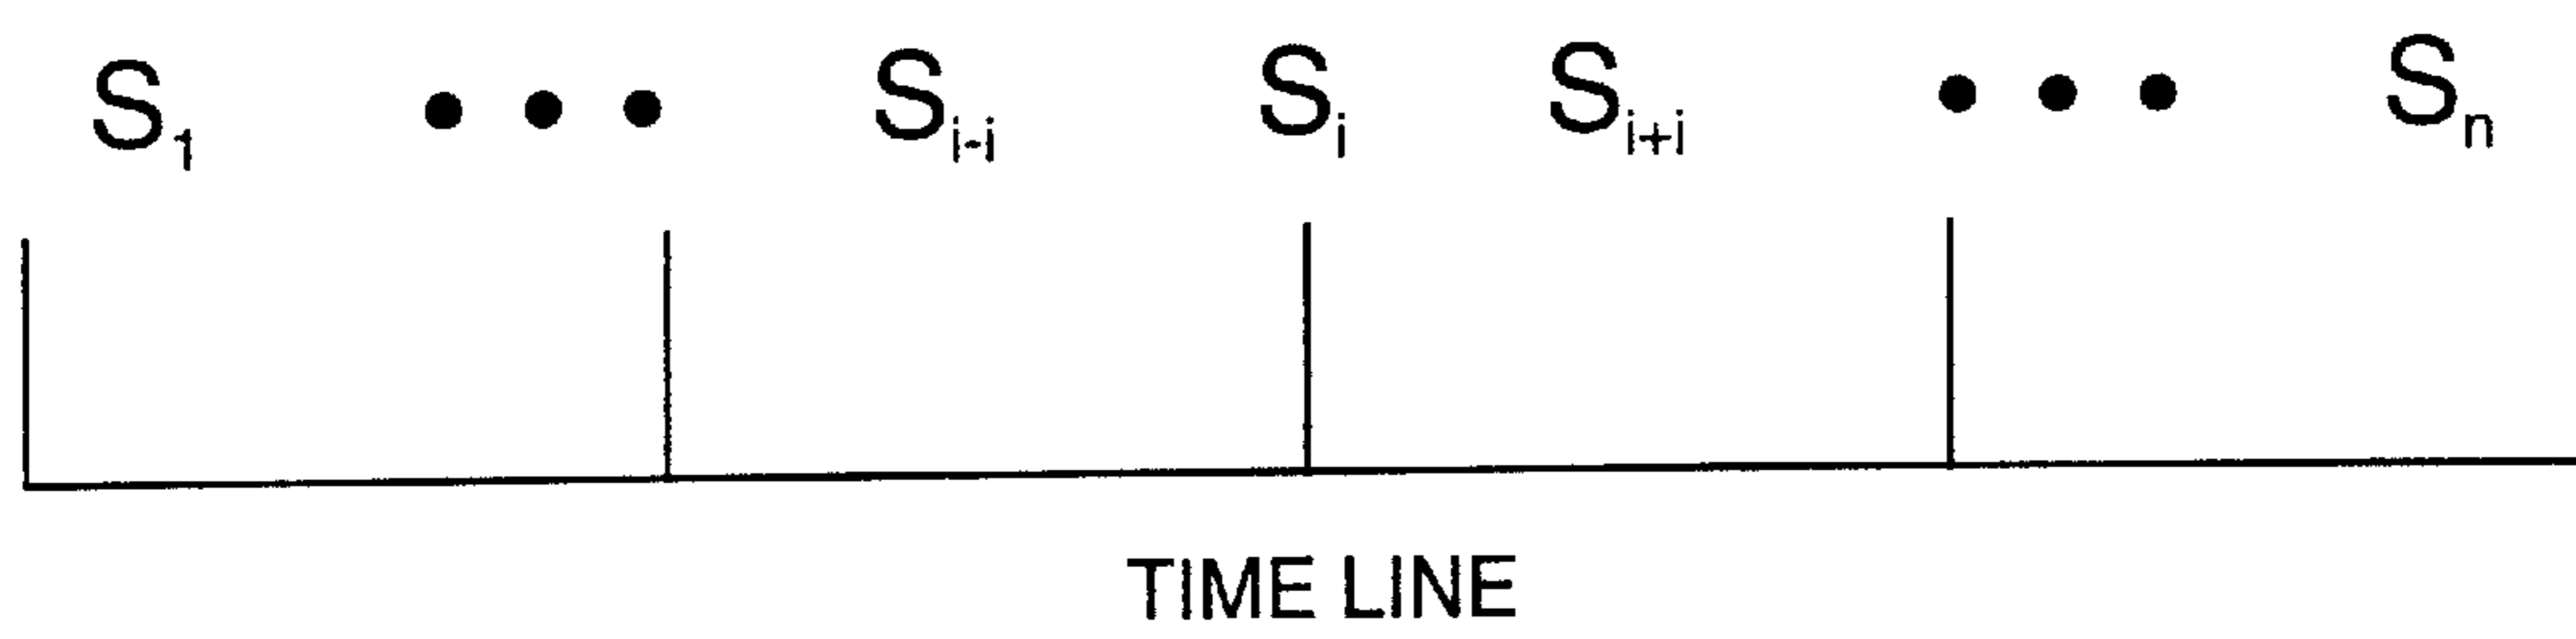 S₁ • • • Sᵢ₋ᵢ Sᵢ Sᵢ₊ᵢ • • • Sₙ
TIME LINE